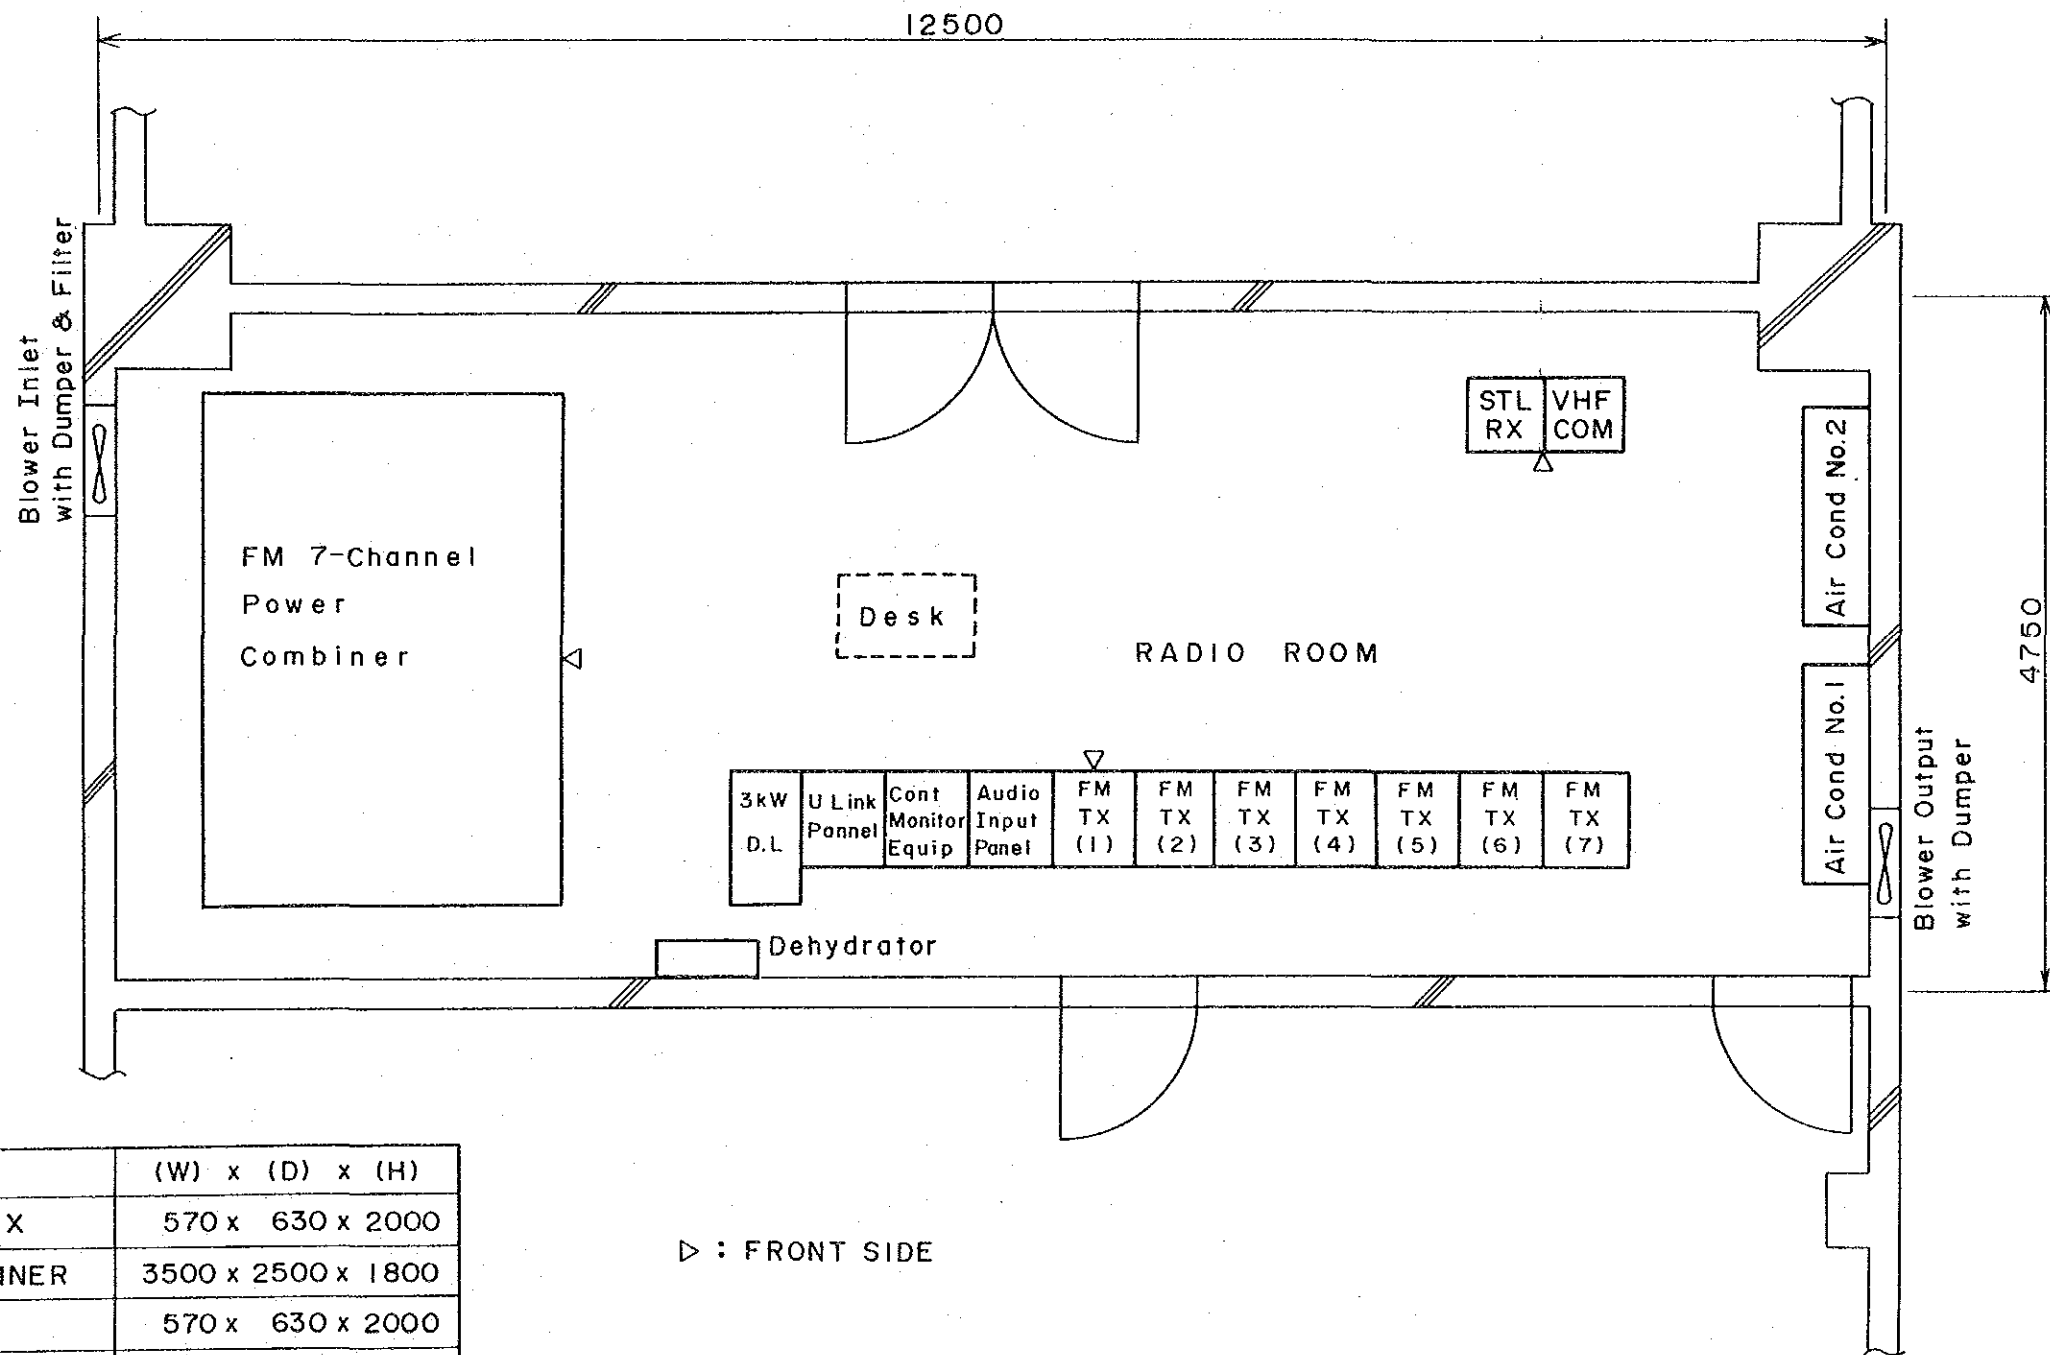 12500
Blower Inlet
with Dumper & Filter
STL
RX
VHF
COM
Air Cond No.2
FM 7-Channel
Power
Combiner
Desk
RADIO ROOM
4750
Air Cond No.1
Blower Output
with Dumper
3kW
D.L
U Link
Pannel
Cont
Monitor
Equip
Audio
Input
Panel
FM
TX
(1)
FM
TX
(2)
FM
TX
(3)
FM
TX
(4)
FM
TX
(5)
FM
TX
(6)
FM
TX
(7)
Dehydrator
(W) x (D) x (H)
X 570 x 630 x 2000
INER 3500 x 2500 x 1800
570 x 630 x 2000
▷ : FRONT SIDE